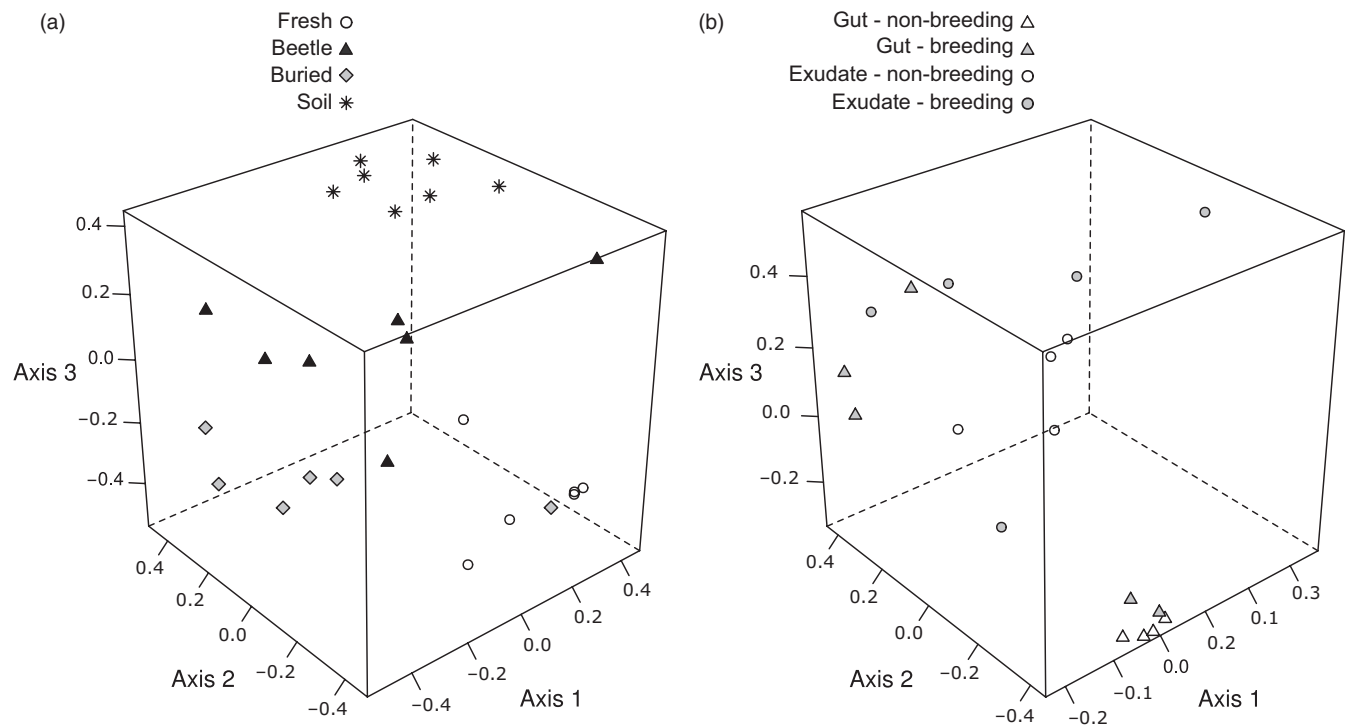 (a)
Fresh
Beetle
Buried
Soil
0.4
0.2
0.0
−0.2
−0.4
Axis 3
0.4
0.2
0.0
−0.2
−0.4
Axis 2
−0.4
−0.2
0.0
0.2
0.4
Axis 1
(b)
Gut - non-breeding
Gut - breeding
Exudate - non-breeding
Exudate - breeding
0.4
0.2
0.0
−0.2
Axis 3
0.4
0.2
0.0
−0.2
−0.4
Axis 2
−0.2
−0.1
0.0
0.2
0.1
0.3
Axis 1